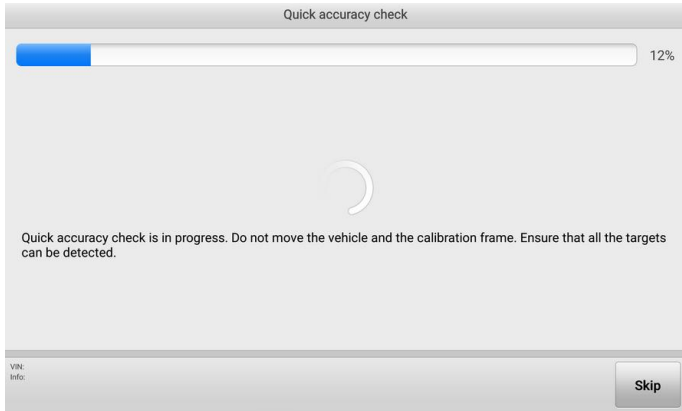 Quick accuracy check
12%
Quick accuracy check is in progress. Do not move the vehicle and the calibration frame. Ensure that all the targets
can be detected.
VIN:
Info:
Skip